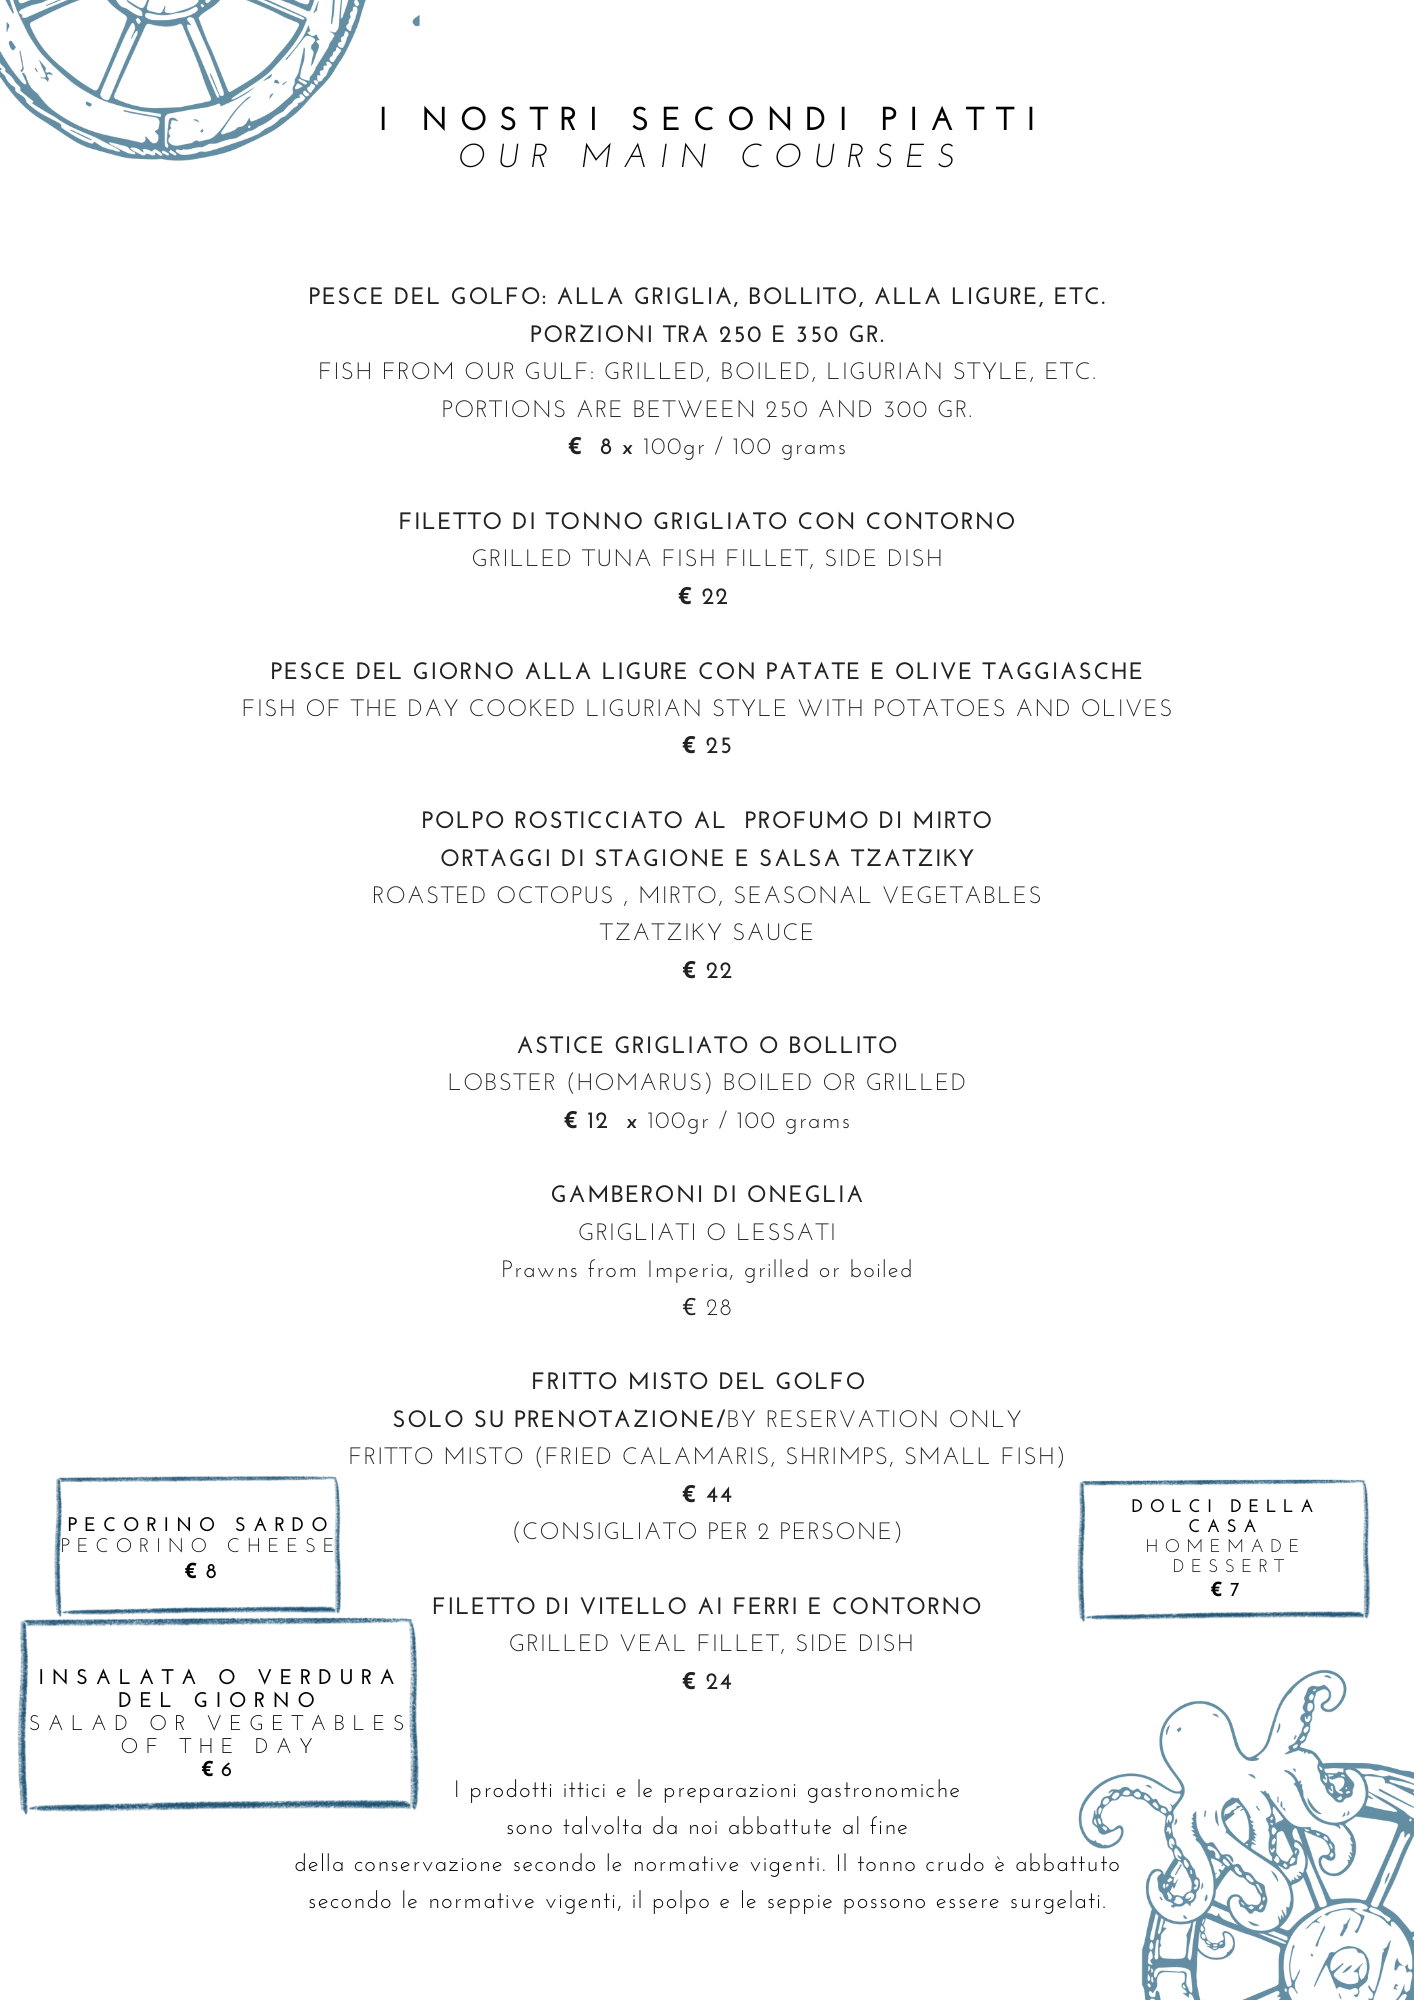 I NOSTRI SECONDI PIATTI
OUR MAIN COURSES
PESCE DEL GOLFO: ALLA GRIGLIA, BOLLITO, ALLA LIGURE, ETC.
PORZIONI TRA 250 E 350 GR.
FISH FROM OUR GULF: GRILLED, BOILED, LIGURIAN STYLE, ETC.
PORTIONS ARE BETWEEN 250 AND 300 GR.
€ 8 x 100gr / 100 grams
FILETTO DI TONNO GRIGLIATO CON CONTORNO
GRILLED TUNA FISH FILLET, SIDE DISH
€ 22
PESCE DEL GIORNO ALLA LIGURE CON PATATE E OLIVE TAGGIASCHE
FISH OF THE DAY COOKED LIGURIAN STYLE WITH POTATOES AND OLIVES
€ 25
POLPO ROSTICCIATO AL PROFUMO DI MIRTO
ORTAGGI DI STAGIONE E SALSA TZATZIKY
ROASTED OCTOPUS , MIRTO, SEASONAL VEGETABLES
TZATZIKY SAUCE
€ 22
ASTICE GRIGLIATO O BOLLITO
LOBSTER (HOMARUS) BOILED OR GRILLED
€ 12 x 100gr / 100 grams
GAMBERONI DI ONEGLIA
GRIGLIATI O LESSATI
Prawns from Imperia, grilled or boiled
€ 28
FRITTO MISTO DEL GOLFO
SOLO SU PRENOTAZIONE/BY RESERVATION ONLY
FRITTO MISTO (FRIED CALAMARIS, SHRIMPS, SMALL FISH)
€ 44
(CONSIGLIATO PER 2 PERSONE)
FILETTO DI VITELLO AI FERRI E CONTORNO
GRILLED VEAL FILLET, SIDE DISH
€ 24
PECORINO SARDO
PECORINO CHEESE
€ 8
INSALATA O VERDURA
DEL GIORNO
SALAD OR VEGETABLES
OF THE DAY
€ 6
DOLCI DELLA
CASA
HOMEMADE
DESSERT
€ 7
I prodotti ittici e le preparazioni gastronomiche
sono talvolta da noi abbattute al fine
della conservazione secondo le normative vigenti. Il tonno crudo è abbattuto
secondo le normative vigenti, il polpo e le seppie possono essere surgelati.